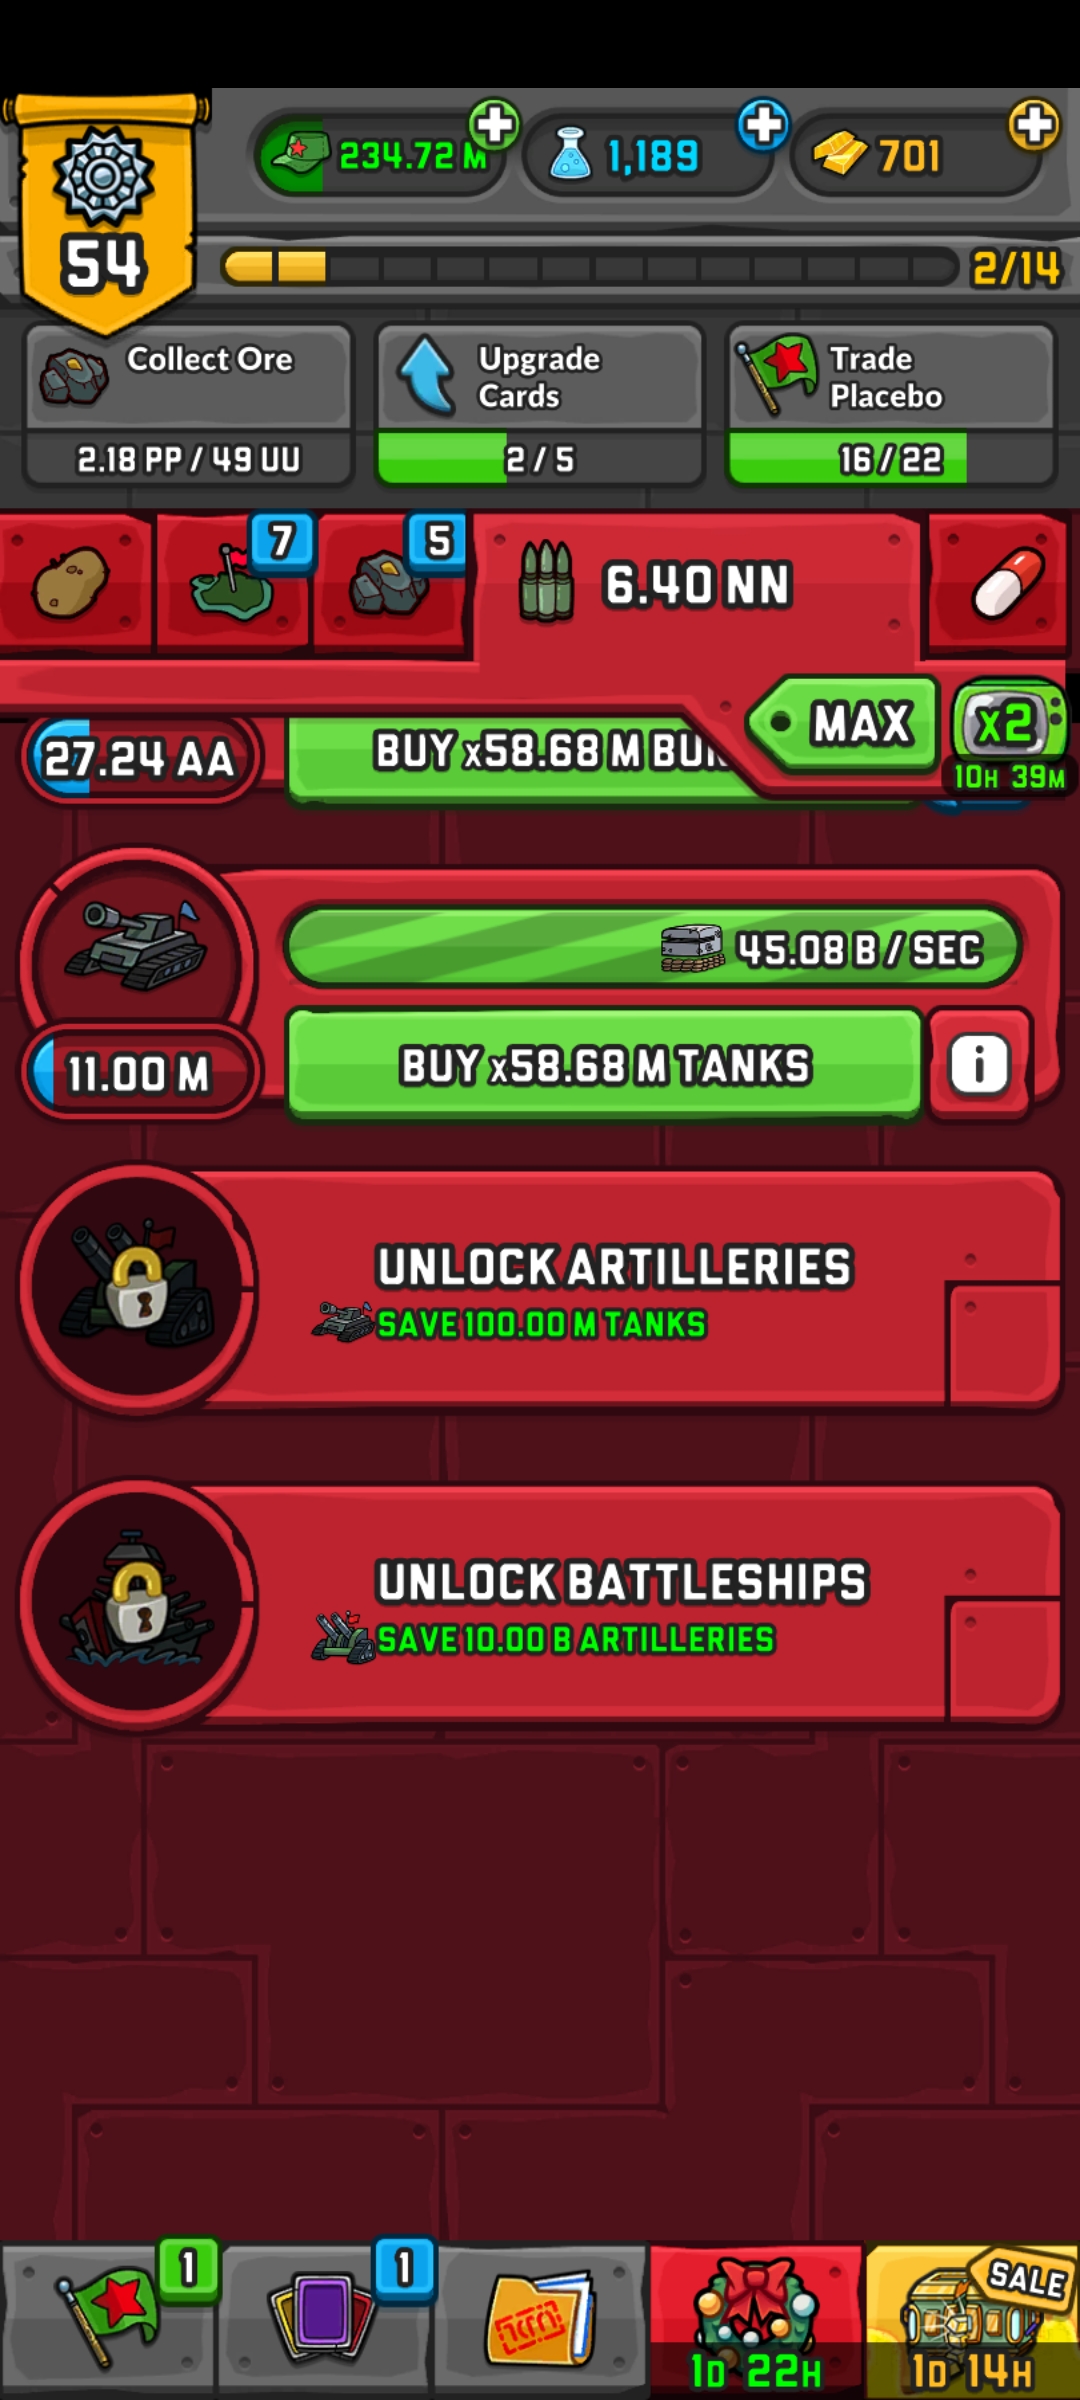 54
234.72 M
1,189
701
2/14
Collect Ore
2.18 PP / 49 UU
Upgrade
Cards
2 / 5
Trade
Placebo
16 / 22
7
5
6.40 NN
MAX
X2
10H 39M
27.24 AA
BUY x58.68 M
45.08 B / SEC
11.00 M
BUY x58.68 M TANKS
i
UNLOCK ARTILLERIES
SAVE 100.00 M TANKS
UNLOCK BATTLESHIPS
SAVE 10.00 B ARTILLERIES
1
1
SALE
1D 22H
1D 14H